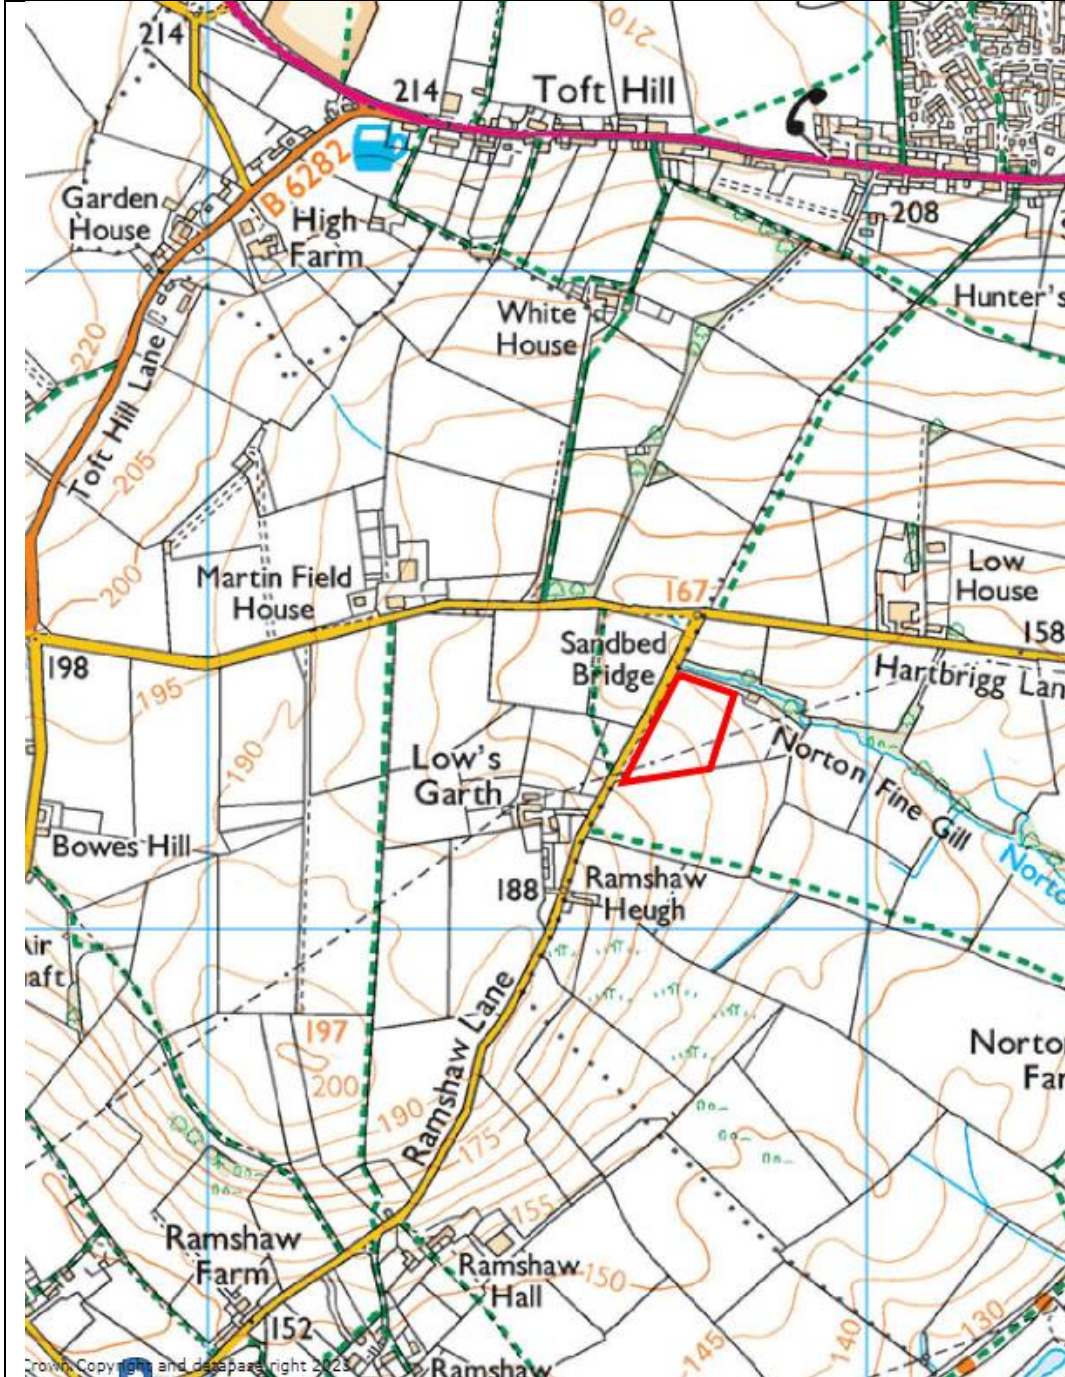 214
210
Toft Hill
214
B 6282
Garden
House
High
Farm
208
White
House
Hunter's
220
Toft Hill Lane
205
200
Martin Field
House
167
Low
House
198
Sandbed
Bridge
158
Hartbrigg Lan
195
190
Low's
Garth
Norton Fine Gill
Bowes Hill
Norto
188
Ramshaw
Heugh
Air
haft
Ramshaw Lane
197
200
Norto
Far
190
175
155
Ramshaw
Farm
Ramshaw
Hall
150
152
130
145
140
Ramshaw
Crown Copyright and database right 2023